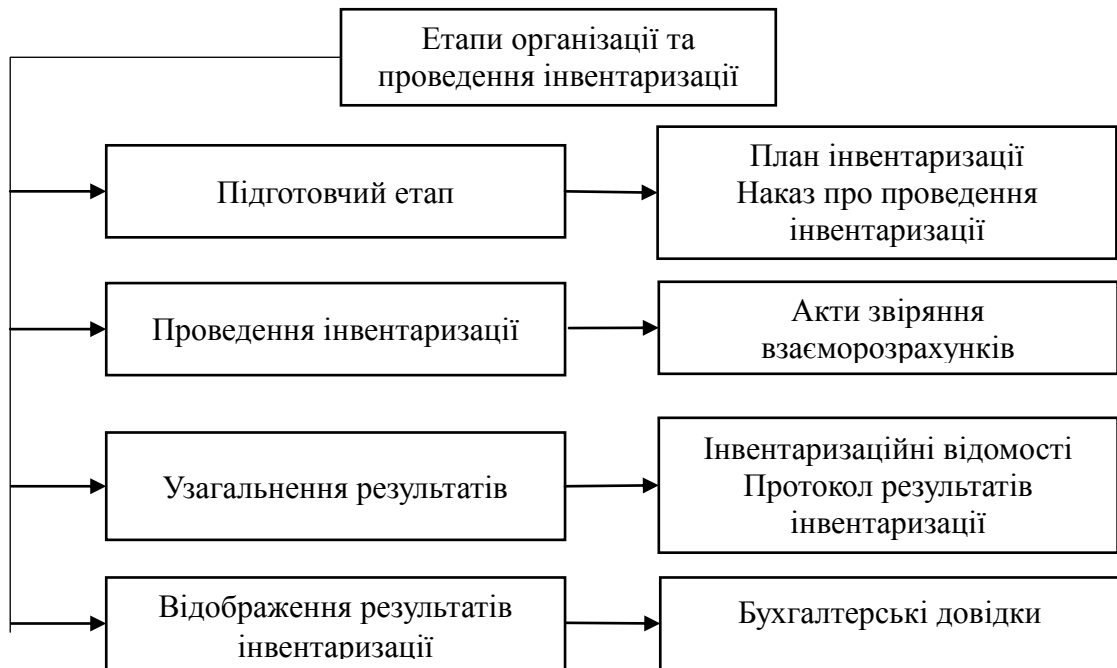 Етапи організації та
проведення інвентаризації
Підготовчий етап
План інвентаризації
Наказ про проведення
інвентаризації
Проведення інвентаризації
Акти звіряння
взаєморозрахунків
Узагальнення результатів
Інвентаризаційні відомості
Протокол результатів
інвентаризації
Відображення результатів
інвентаризації
Бухгалтерські довідки